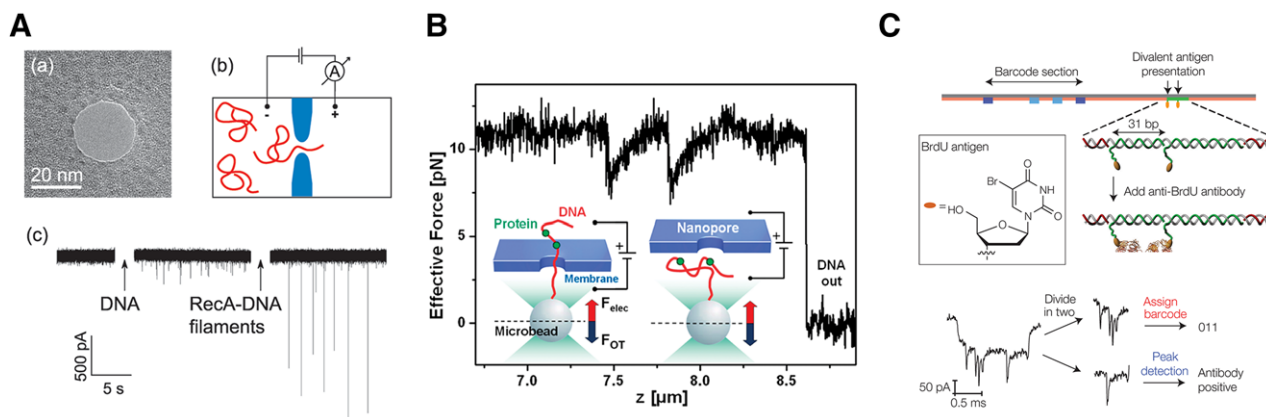 A
(a)
20 nm
(b)
A
-
+
(c)
DNA
RecA-DNA
filaments
500 pA
5 s
B
Effective Force [pN]
10
5
0
7.0
7.5
8.0
8.5
z [µm]
Protein
DNA
+
Membrane
Microbead
F elec
F OT
Nanopore
+
DNA
out
C
Barcode section
Divalent antigen
presentation
31 bp
BrdU antigen
=
HO
Br
O
NH
N
O
O
Add anti-BrdU antibody
50 pA
0.5 ms
Divide
in two
Assign
barcode
011
Peak
detection
Antibody
positive